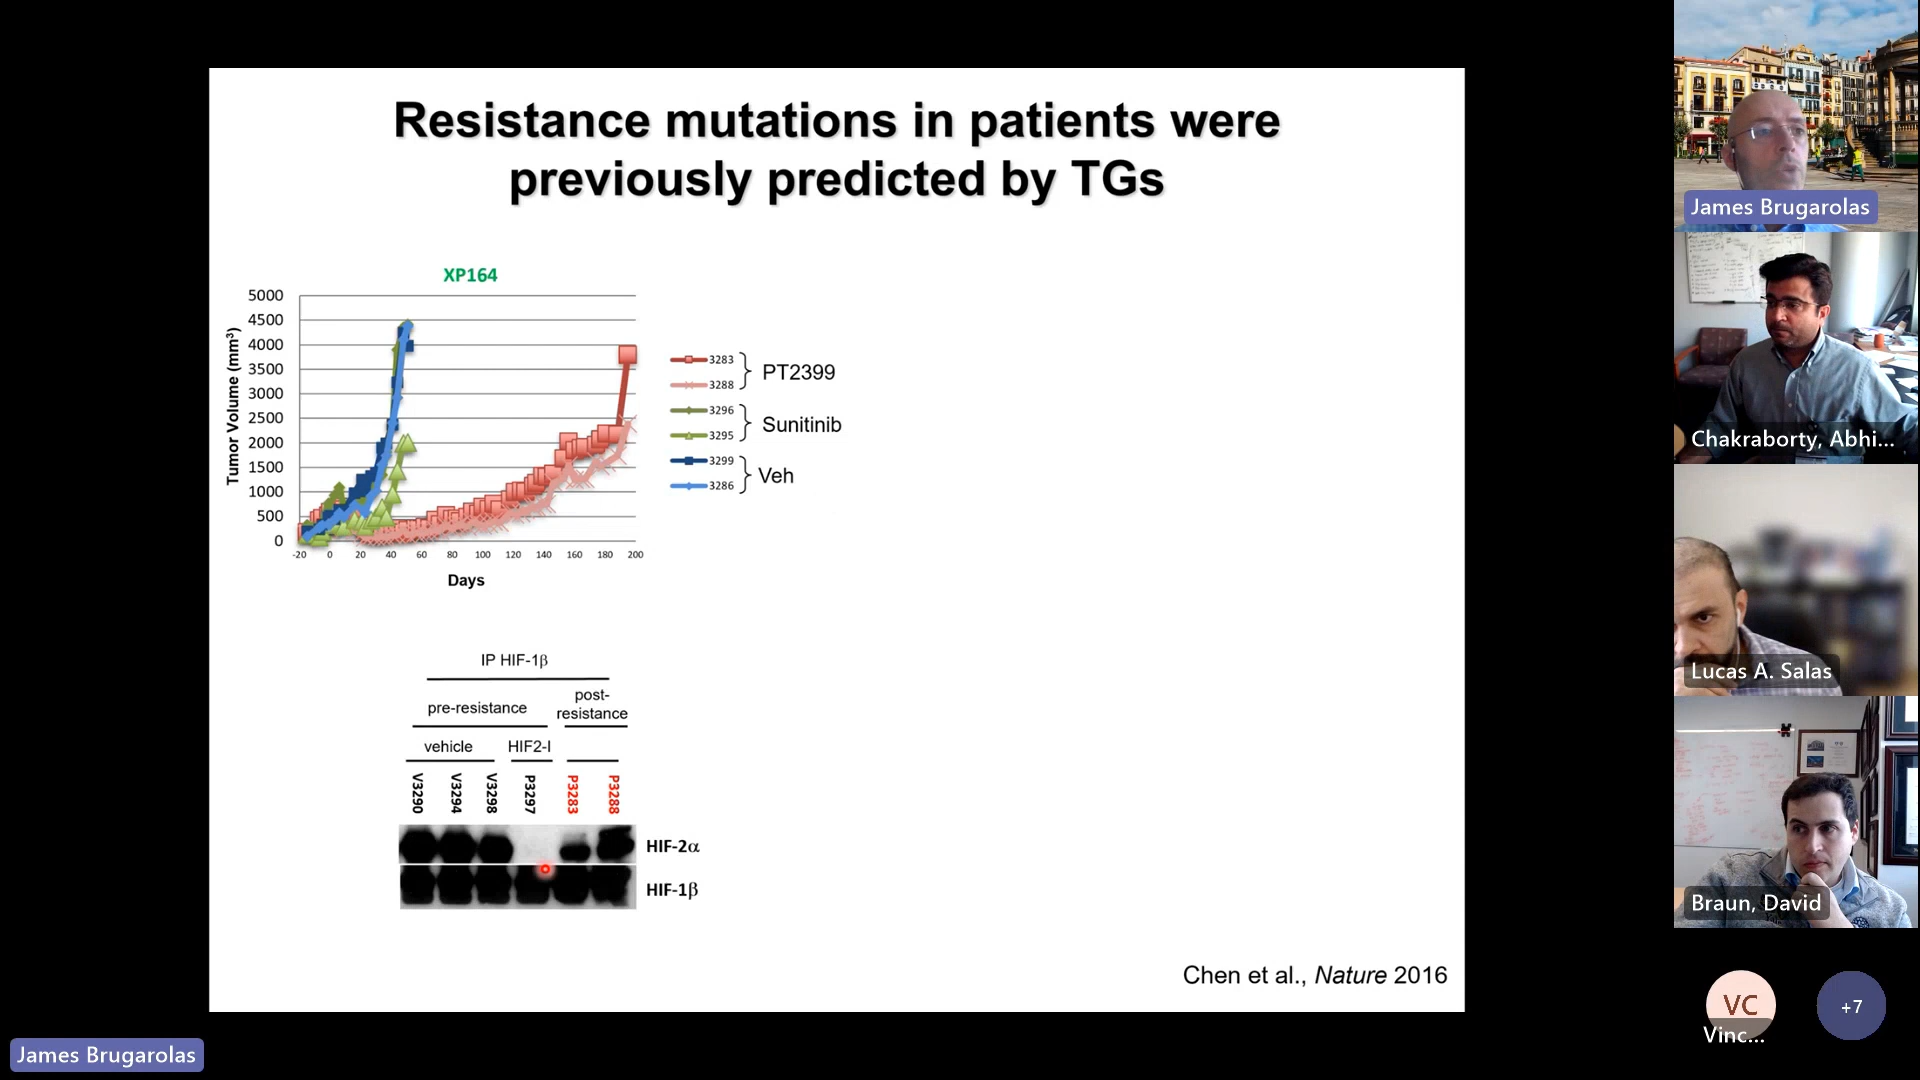 Resistance mutations in patients were
previously predicted by TGs
XP164
Tumor Volume (mm³)
5000
4500
4000
3500
3000
2500
2000
1500
1000
500
0
-20 0 20 40 60 80 100 120 140 160 180 200
Days
3283
3288
PT2399
3296
3295
Sunitinib
3299
3286
Veh
IP HIF-1β
pre-resistance
post-
resistance
vehicle HIF2-I
V3290 V3294 V3298 P3297 P3283 P3288
HIF-2α
HIF-1β
Chen et al., Nature 2016
James Brugarolas
James Brugarolas
Chakraborty, Abhi...
Lucas A. Salas
Braun, David
VC
Vinc...
+7